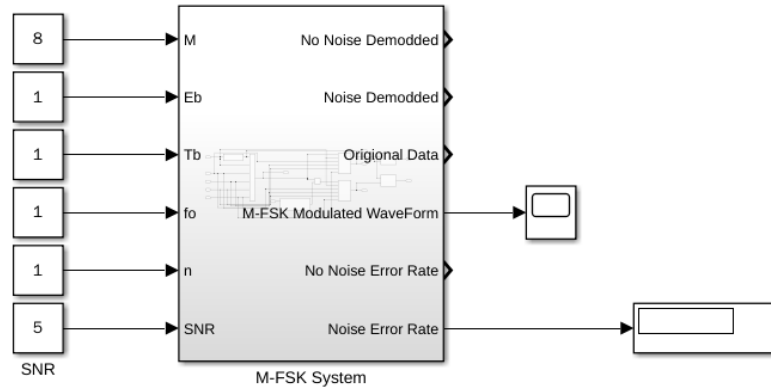 8
M
No Noise Demodded
1
Eb
Noise Demodded
1
Tb
Origional Data
1
fo
M-FSK Modulated WaveForm
1
n
No Noise Error Rate
5
SNR
Noise Error Rate
SNR
M-FSK System